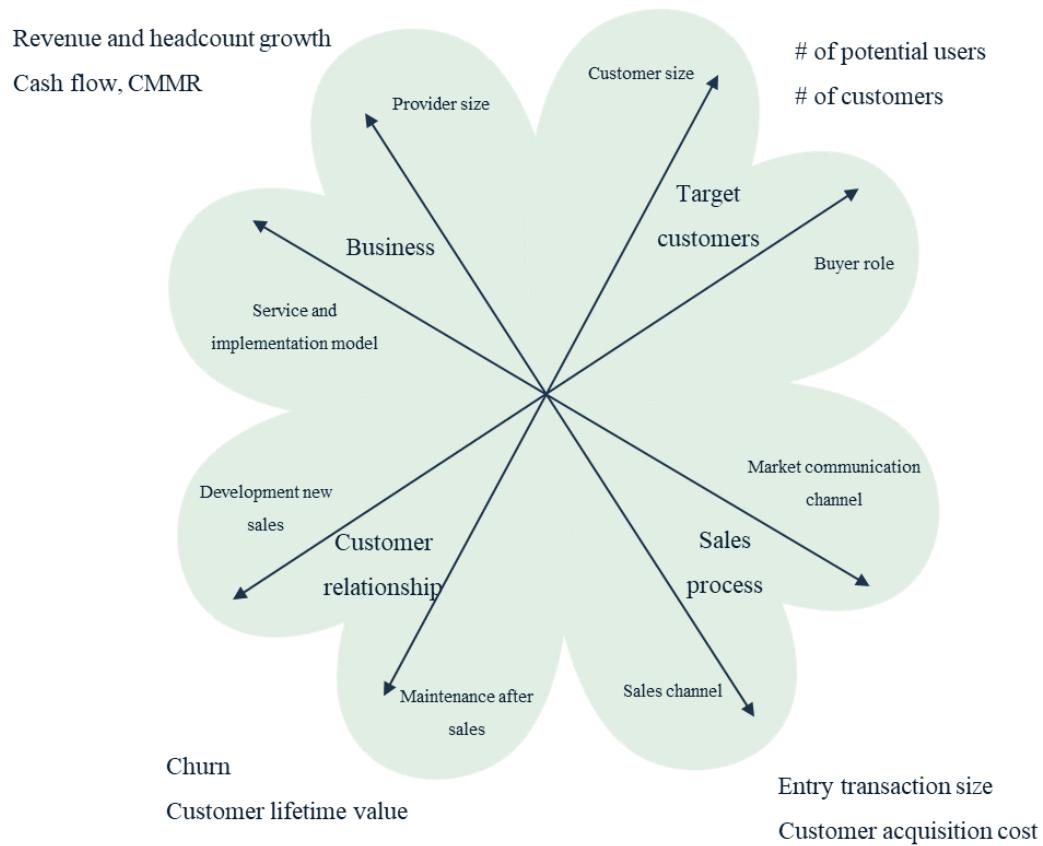 Revenue and headcount growth
Cash flow, CMMR
# of potential users
# of customers
Provider size
Customer size
Business
Target
customers
Service and
implementation model
Buyer role
Development new
sales
Customer
relationship
Maintenance after
sales
Market communication
channel
Sales
process
Sales channel
Churn
Customer lifetime value
Entry transaction size
Customer acquisition cost